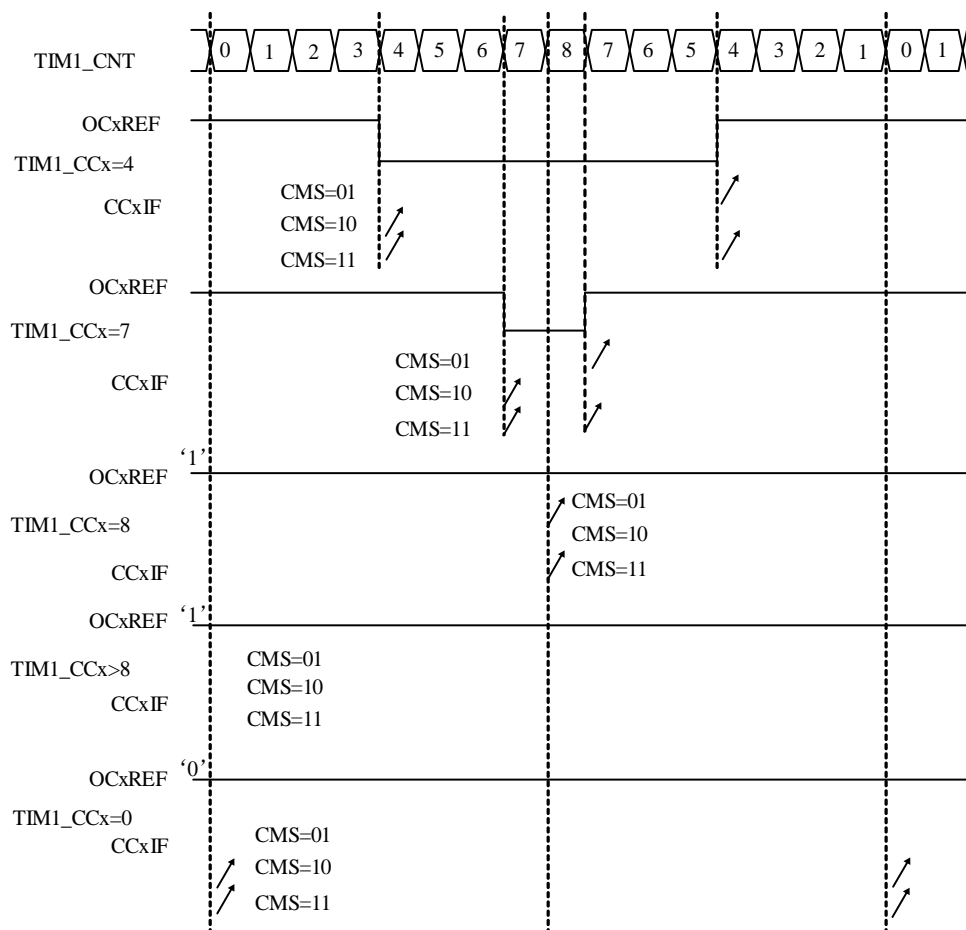 TIM1_CNT 0 1 2 3 4 5 6 7 8 7 6 5 4 3 2 1 0 1
OCxREF
TIM1_CCx=4
CCxIF
CMS=01
CMS=10
CMS=11
OCxREF
TIM1_CCx=7
CCxIF
CMS=01
CMS=10
CMS=11
OCxREF ‘1’
TIM1_CCx=8
CCxIF
CMS=01
CMS=10
CMS=11
OCxREF ‘1’
TIM1_CCx>8
CCxIF
CMS=01
CMS=10
CMS=11
OCxREF ‘0’
TIM1_CCx=0
CCxIF
CMS=01
CMS=10
CMS=11